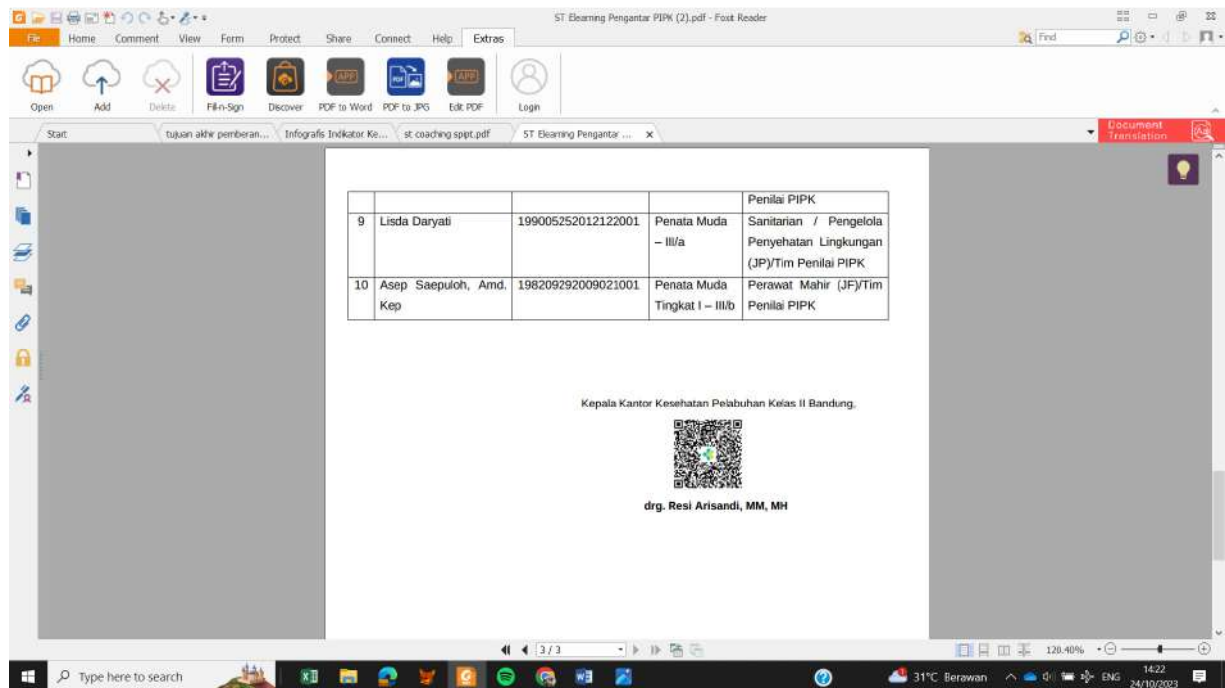 ST Elearning Pengantar PIPK (2).pdf - Foxit Reader
File Home Comment View Form Protect Share Connect Help Extras Find
Open Add Delete Fill-n-Sign Discover PDF to Word PDF to JPG Edit PDF Login
Start tujuan akhir pemberan... Infografis Indikator Ke... st coaching sppt.pdf ST Elearning Pengantar ...
Document
Translation
Penilai PIPK
9 Lisda Daryati 199005252012122001 Penata Muda Sanitarian / Pengelola
– III/a Penyehatan Lingkungan
(JP)/Tim Penilai PIPK
10 Asep Saepuloh, Amd. 198209292009021001 Penata Muda Perawat Mahir (JF)/Tim
Kep Tingkat I – III/b Penilai PIPK
Kepala Kantor Kesehatan Pelabuhan Kelas II Bandung,
drg. Resi Arisandi, MM, MH
3 / 3 120.40%
Type here to search 31°C Berawan ENG 14:22
24/10/2023